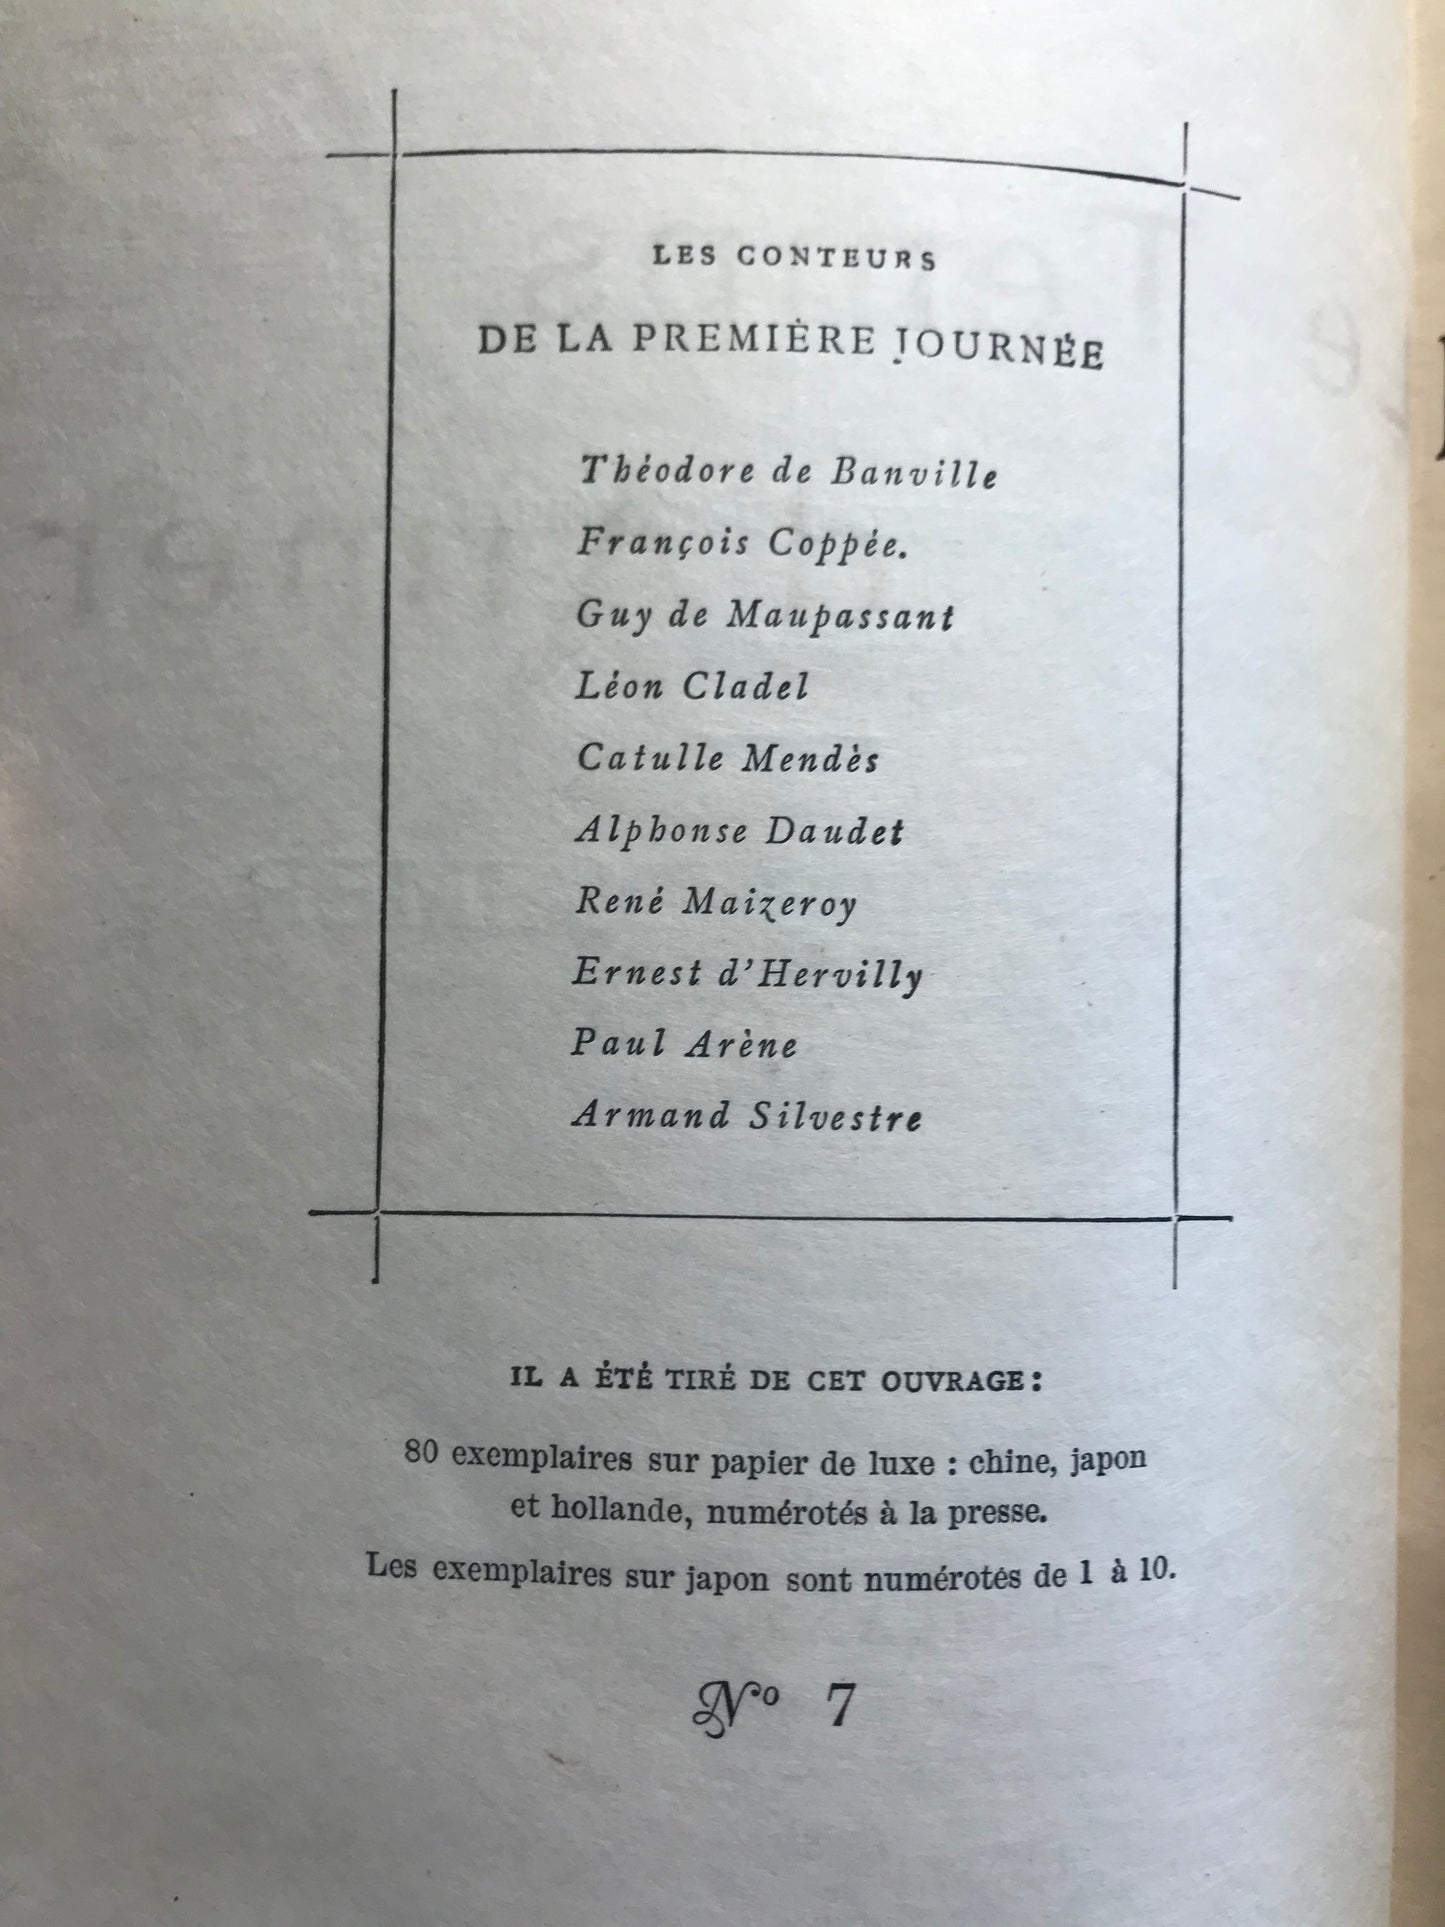 LES CONTEURS
DE LA PREMIÈRE JOURNÉE
Théodore de Banville
François Coppée.
Guy de Maupassant
Léon Cladel
Catulle Mendès
Alphonse Daudet
René Maizeroy
Ernest d'Hervilly
Paul Arène
Armand Silvestre
IL A ÉTÉ TIRÉ DE CET OUVRAGE:
80 exemplaires sur papier de luxe : chine, japon
et hollande, numérotés à la presse.
Les exemplaires sur japon sont numérotés de 1 à 10.
Nº 7